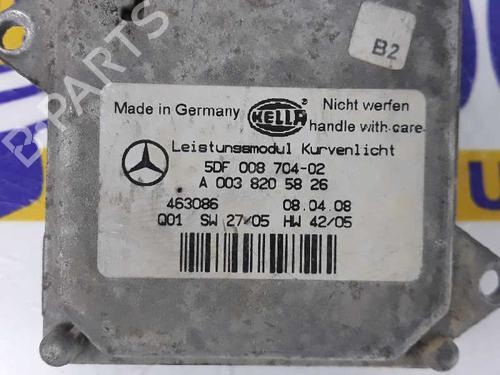 B2
Made in Germany HELLA ® Nicht werfen
handle with care
Leistungsmodul Kurvenlicht
5DF 008 704-02
A 003 820 58 26
463086 08.04.08
Q01 SW 27/05 HW 42/05
B-PARTS